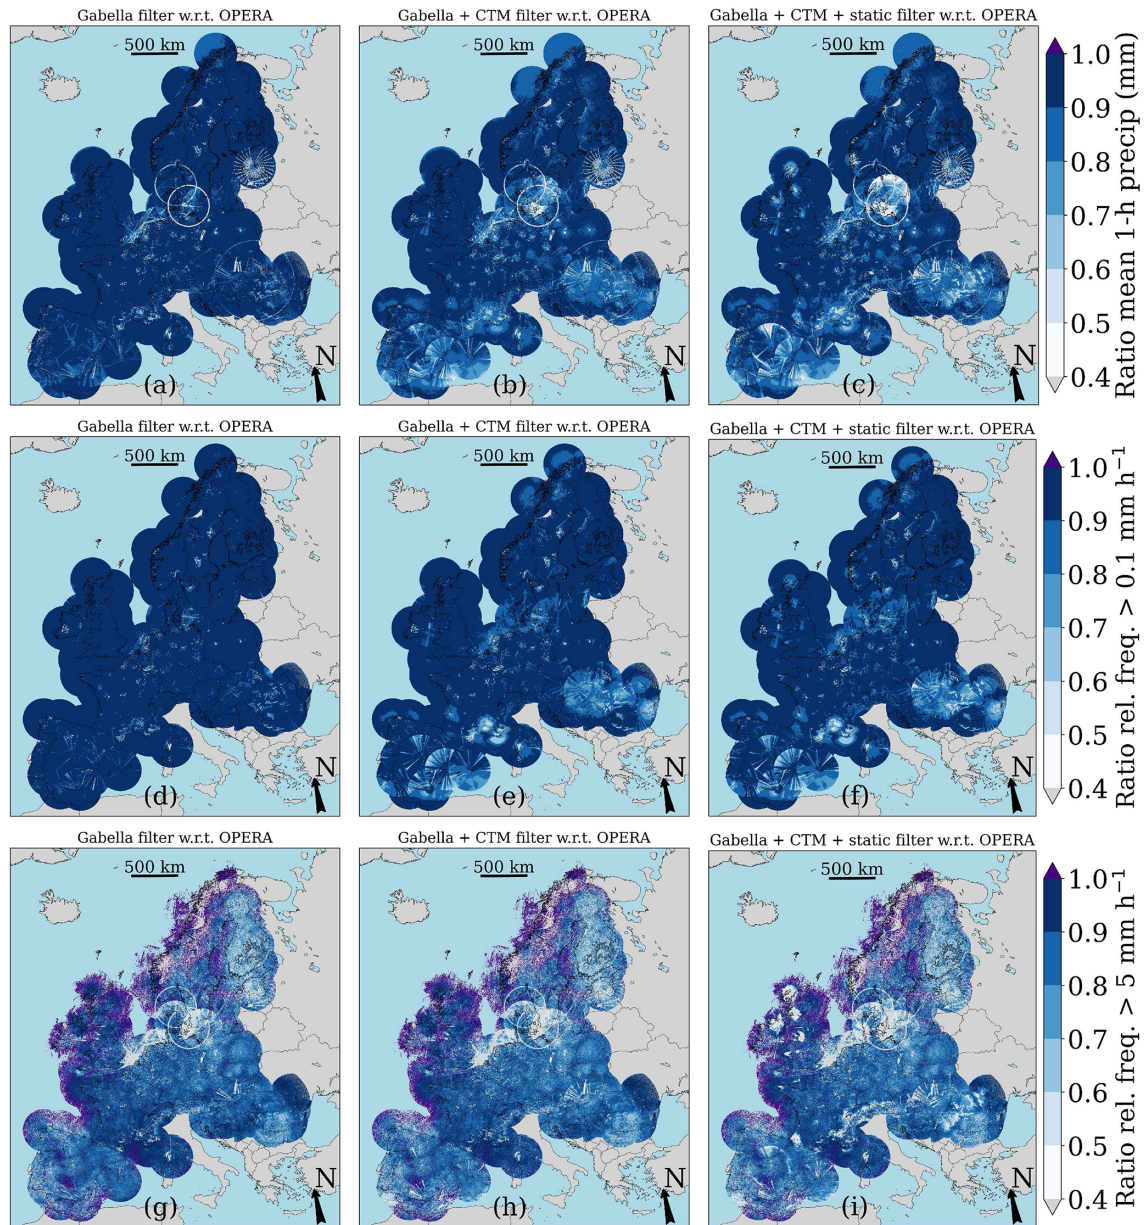 Gabella filter w.r.t. OPERA
Gabella + CTM filter w.r.t. OPERA
Gabella + CTM + static filter w.r.t. OPERA
500 km
500 km
500 km
N
N
N
(a)
(b)
(c)
1.0
0.9
0.8
0.7
0.6
0.5
0.4
Ratio mean 1-h precip (mm)
Gabella filter w.r.t. OPERA
Gabella + CTM filter w.r.t. OPERA
Gabella + CTM + static filter w.r.t. OPERA
500 km
500 km
500 km
N
N
N
(d)
(e)
(f)
1.0
0.9
0.8
0.7
0.6
0.5
0.4
Ratio rel. freq. > 0.1 mm h⁻¹
Gabella filter w.r.t. OPERA
Gabella + CTM filter w.r.t. OPERA
Gabella + CTM + static filter w.r.t. OPERA
500 km
500 km
500 km
N
N
N
(g)
(h)
(i)
1.0
0.9
0.8
0.7
0.6
0.5
0.4
Ratio rel. freq. > 5 mm h⁻¹